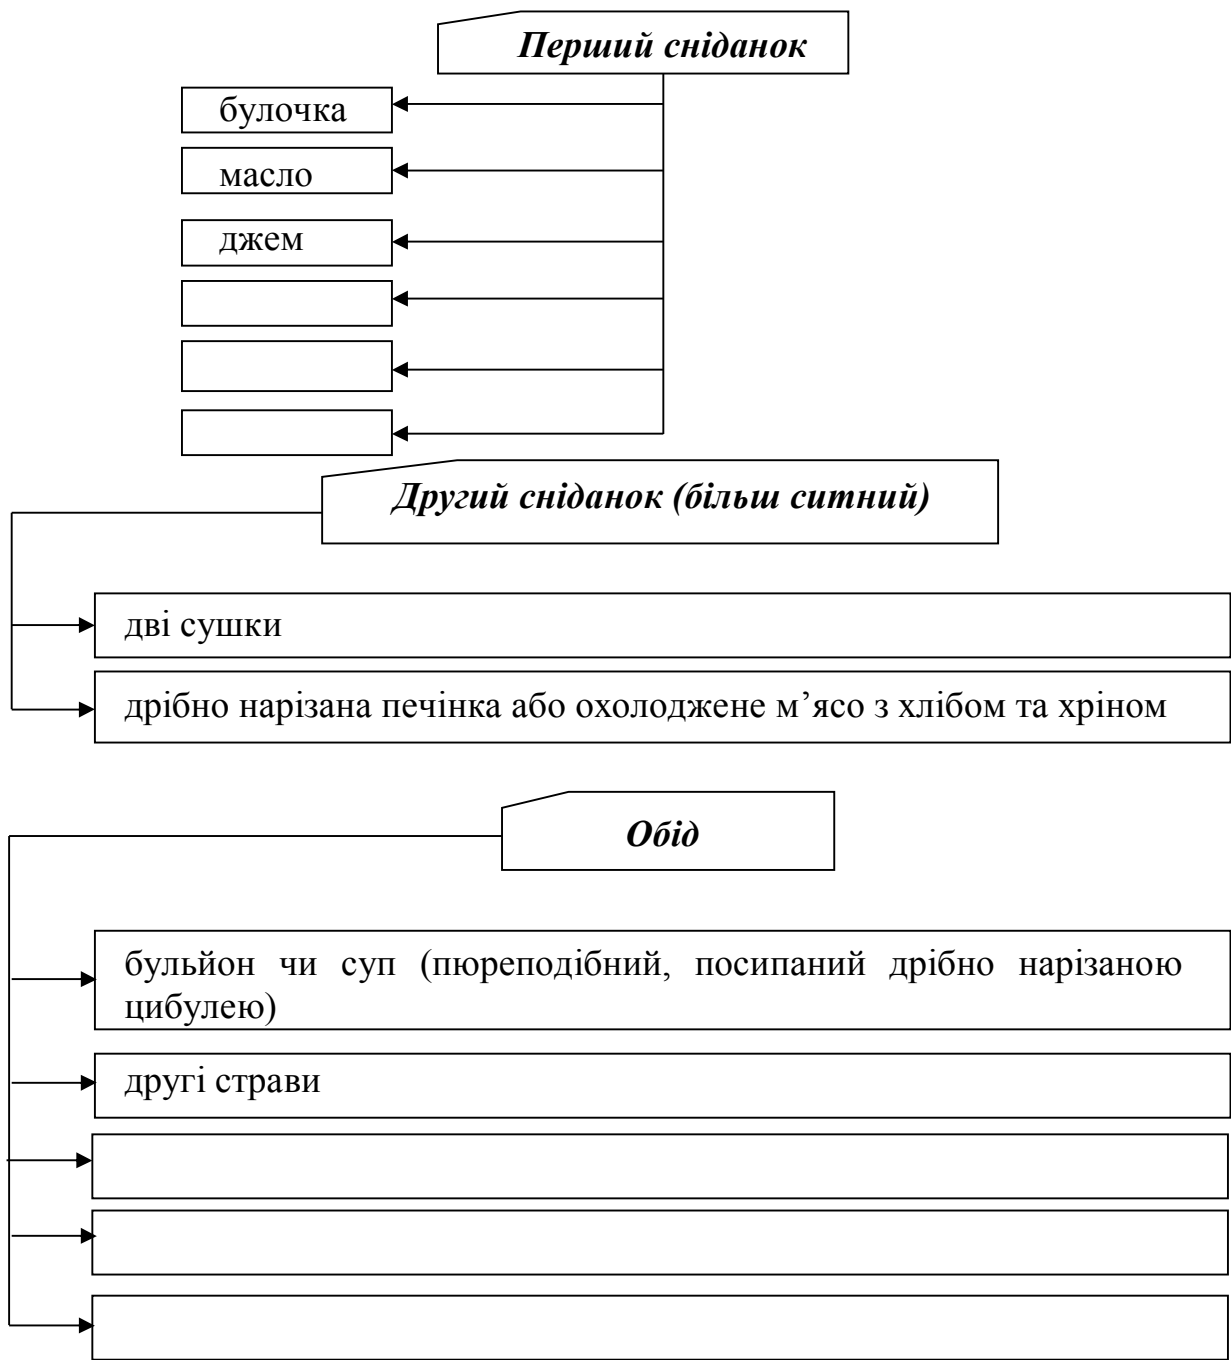 Перший сніданок
булочка
масло
джем
Другий сніданок (більш ситний)
дві сушки
дрібно нарізана печінка або охолоджене м’ясо з хлібом та хріном
Обід
бульйон чи суп (пюреподібний, посипаний дрібно нарізаною
цибулею)
другі страви